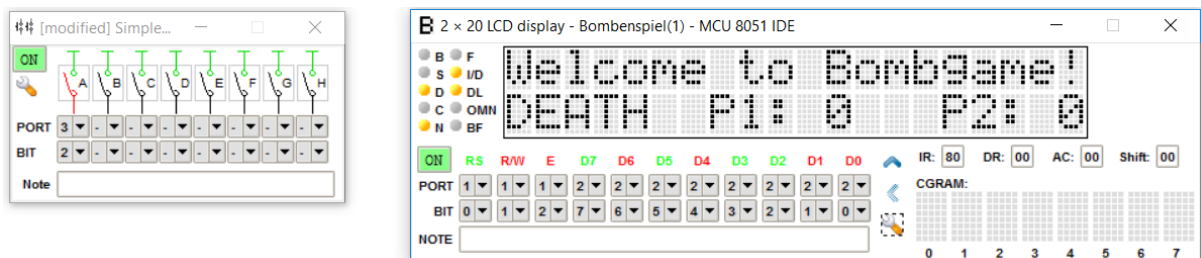 [modified] Simple...
ON
A B C D E F G H
PORT 3 - - - - - - -
BIT 2 - - - - - - -
Note
B 2 × 20 LCD display - Bombenspiel(1) - MCU 8051 IDE
B F
S I/D
D DL
C OMN
N BF
Welcome to Bombgame!
DEATH P1: 0 P2: 0
ON RS R/W E D7 D6 D5 D4 D3 D2 D1 D0
PORT 1 1 1 2 2 2 2 2 2 2 2
BIT 0 1 2 7 6 5 4 3 2 1 0
NOTE
IR: 80 DR: 00 AC: 00 Shift: 00
CGRAM:
0 1 2 3 4 5 6 7